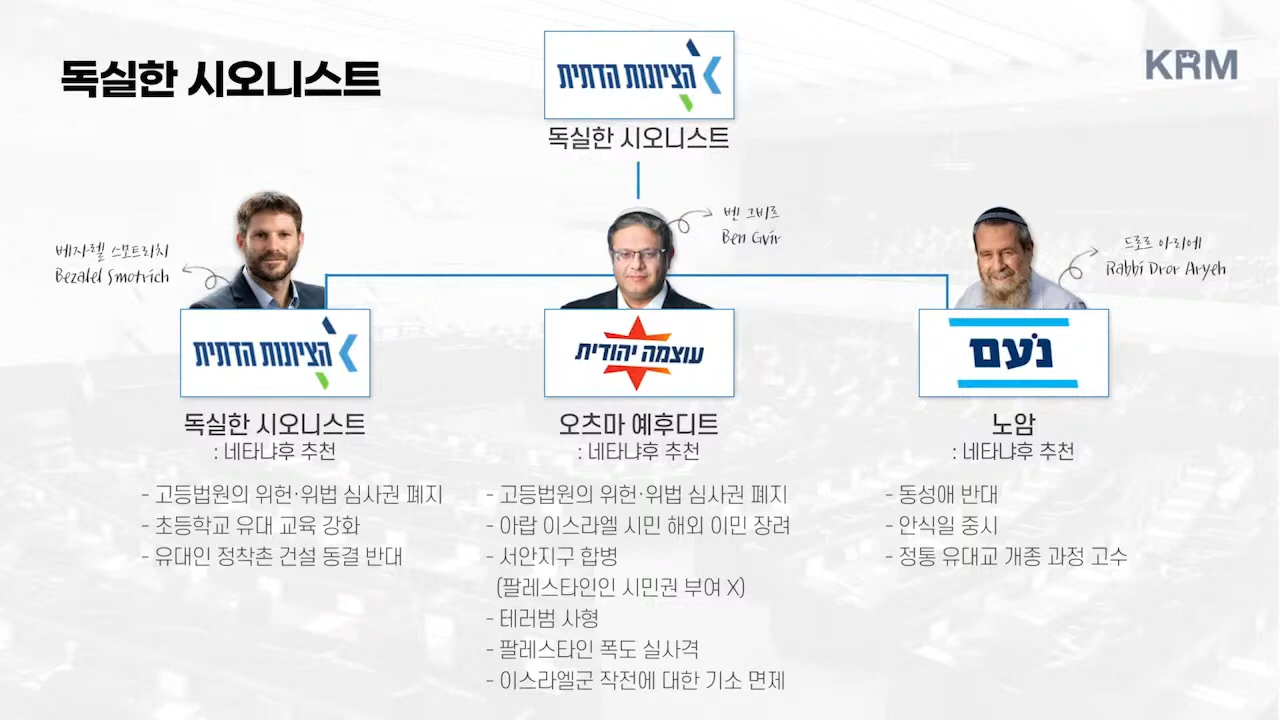 독실한 시오니스트
הציונות הדתית
KRM
독실한 시오니스트
베자렐 스모트리치
Bezalel Smotrich
벤 그비르
Ben Gvir
드로르 아리에
Rabbi Dror Aryeh
הציונות הדתית
עוצמה יהודית
נֹעם
독실한 시오니스트
: 네타냐후 추천
- 고등법원의 위헌·위법 심사권 폐지
- 초등학교 유대 교육 강화
- 유대인 정착촌 건설 동결 반대
오츠마 예후디트
: 네타냐후 추천
- 고등법원의 위헌·위법 심사권 폐지
- 아랍 이스라엘 시민 해외 이민 장려
- 서안지구 합병
(팔레스타인인 시민권 부여 X)
- 테러범 사형
- 팔레스타인 폭도 실사격
- 이스라엘군 작전에 대한 기소 면제
노암
: 네타냐후 추천
- 동성애 반대
- 안식일 중시
- 정통 유대교 개종 과정 고수